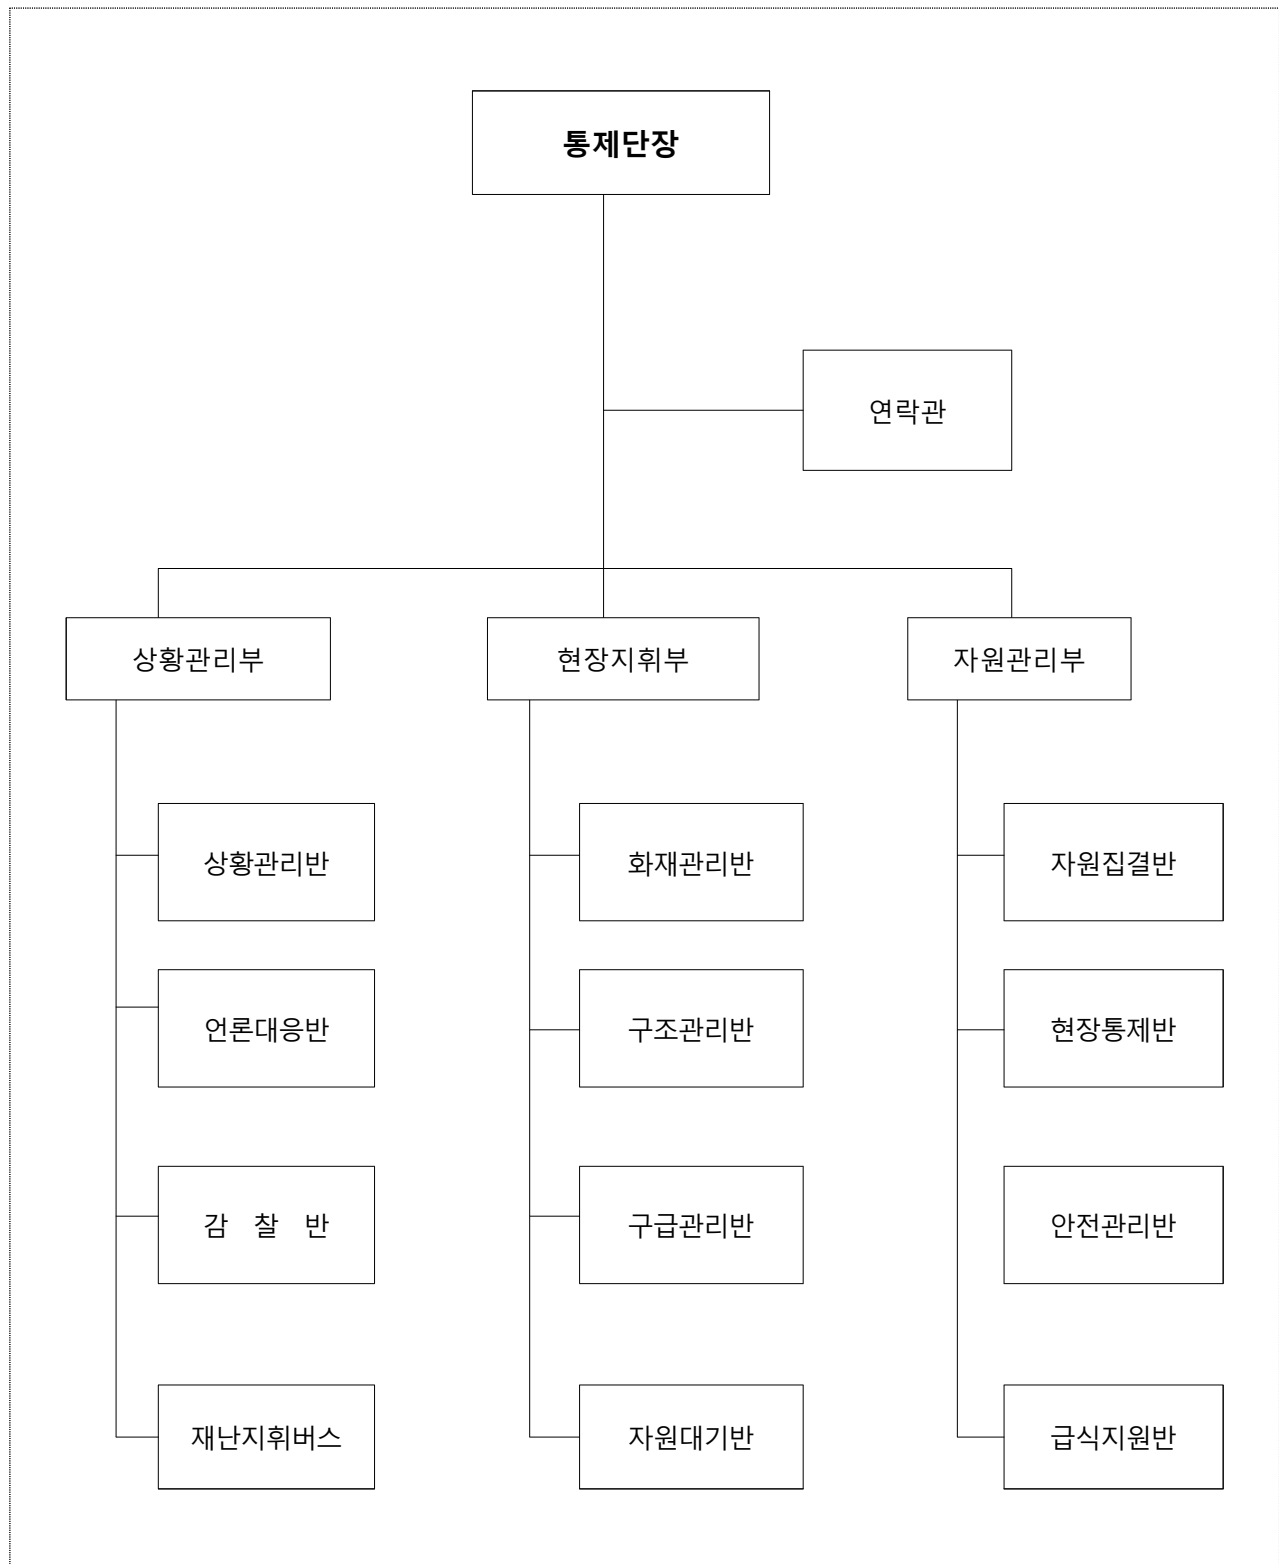 통제단장
연락관
상황관리부 현장지휘부 자원관리부
상황관리반 화재관리반 자원집결반
언론대응반 구조관리반 현장통제반
감 찰 반 구급관리반 안전관리반
재난지휘버스 자원대기반 급식지원반